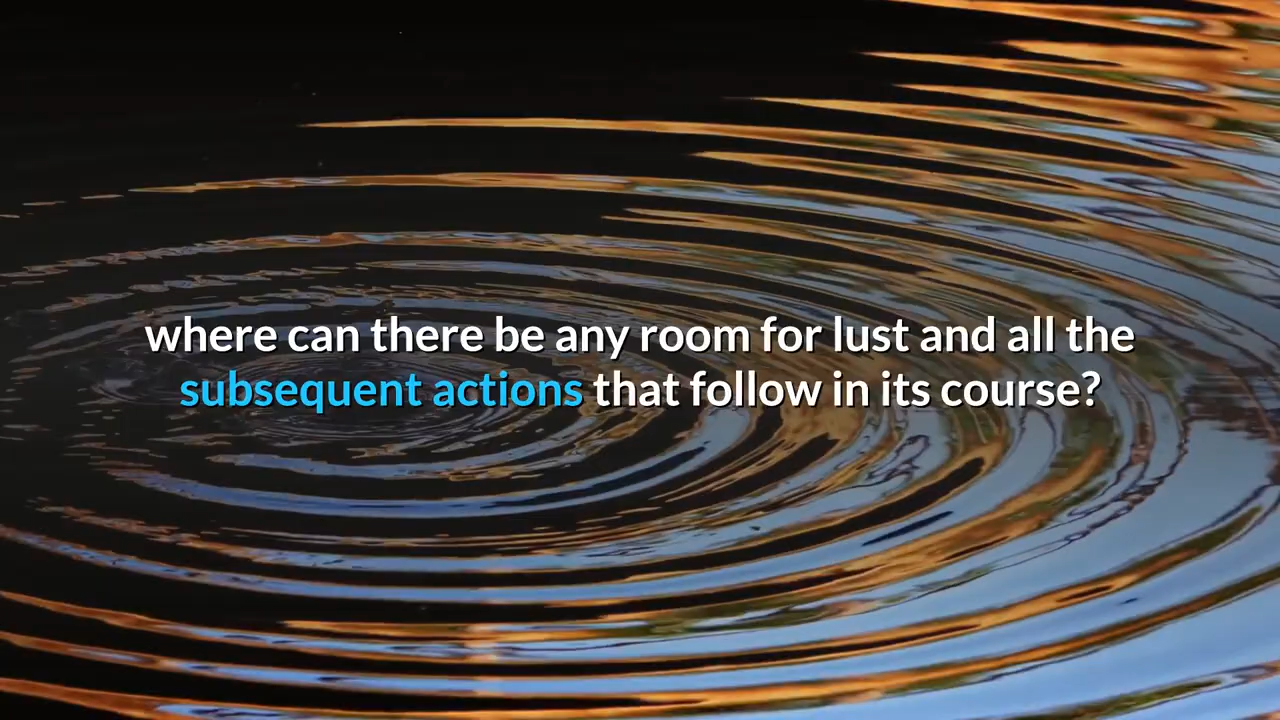 where can there be any room for lust and all the
subsequent actions that follow in its course?